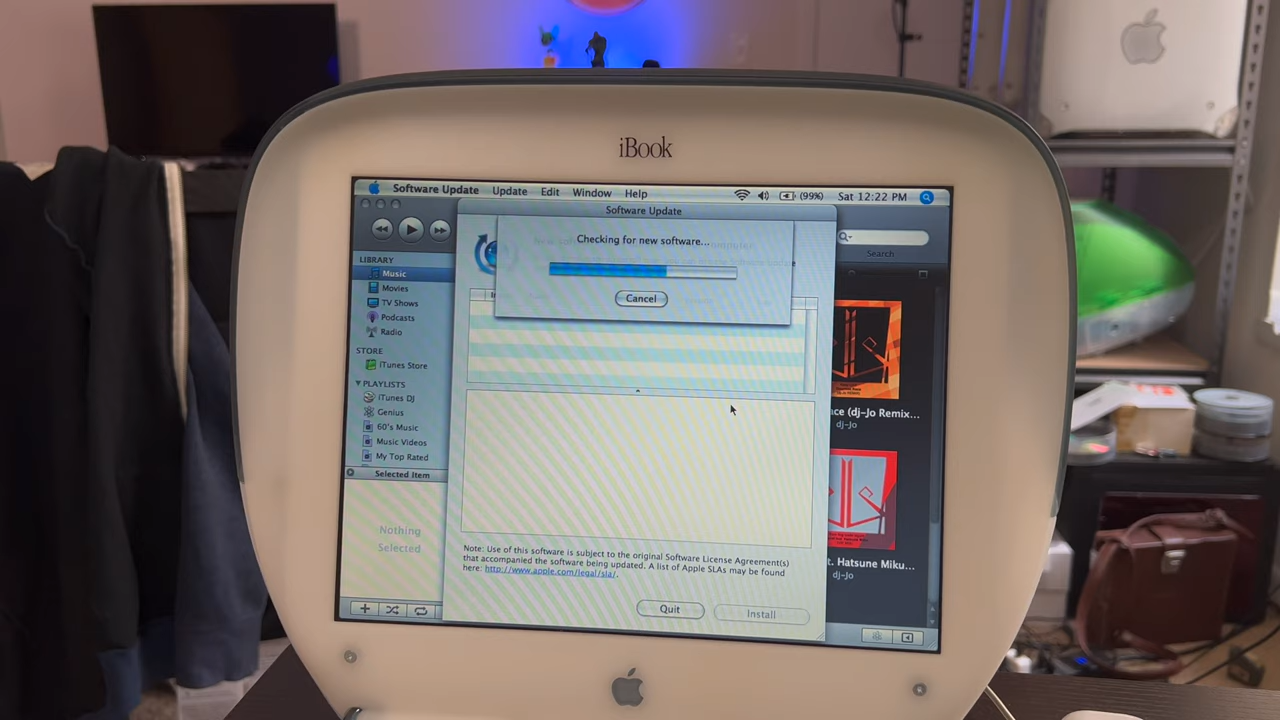 iBook
Software Update Update Edit Window Help (99%) Sat 12:22 PM
Software Update
Checking for new software...
Cancel
Search
LIBRARY
Music
Movies
TV Shows
Podcasts
Radio
STORE
iTunes Store
PLAYLISTS
iTunes DJ
Genius
60's Music
Music Videos
My Top Rated
Selected Item
Nothing
Selected
ace (dj-Jo Remix...
dj-Jo
t. Hatsune Miku...
dj-Jo
Note: Use of this software is subject to the original Software License Agreement(s)
that accompanied the software being updated. A list of Apple SLAs may be found
here: http://www.apple.com/legal/sla/.
Quit
Install